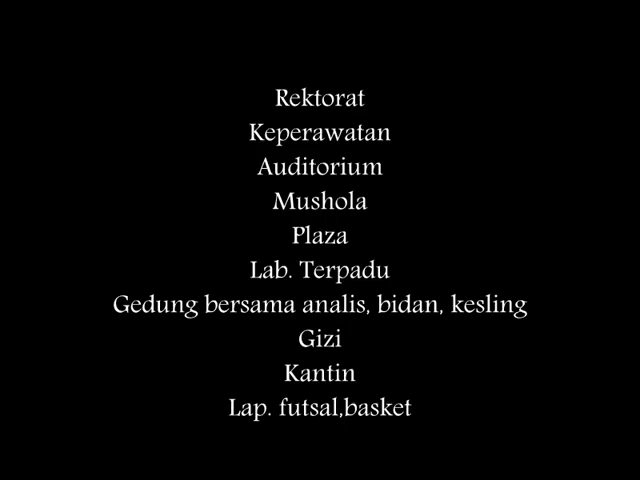 Rektorat
Keperawatan
Auditorium
Mushola
Plaza
Lab. Terpadu
Gedung bersama analis, bidan, kesling
Gizi
Kantin
Lap. futsal,basket